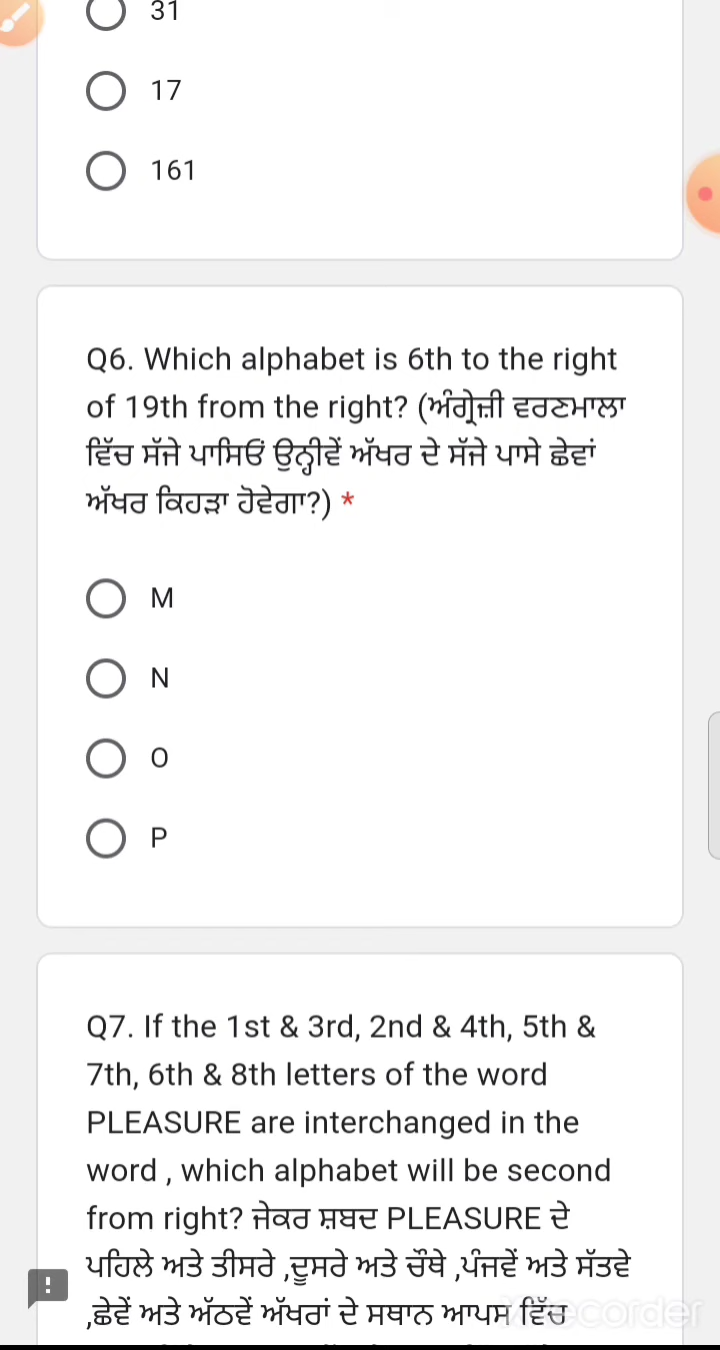 31
17
161
Q6. Which alphabet is 6th to the right
of 19th from the right? (ਅੰਗ੍ਰੇਜ਼ੀ ਵਰਣਮਾਲਾ
ਵਿੱਚ ਸੱਜੇ ਪਾਸਿਓਂ ਉਨ੍ਹੀਵੇਂ ਅੱਖਰ ਦੇ ਸੱਜੇ ਪਾਸੇ ਛੇਵਾਂ
ਅੱਖਰ ਕਿਹੜਾ ਹੋਵੇਗਾ?) *
M
N
O
P
Q7. If the 1st & 3rd, 2nd & 4th, 5th &
7th, 6th & 8th letters of the word
PLEASURE are interchanged in the
word , which alphabet will be second
from right? ਜੇਕਰ ਸ਼ਬਦ PLEASURE ਦੇ
ਪਹਿਲੇ ਅਤੇ ਤੀਸਰੇ ,ਦੂਸਰੇ ਅਤੇ ਚੌਥੇ ,ਪੰਜਵੇਂ ਅਤੇ ਸੱਤਵੇ
,ਛੇਵੇਂ ਅਤੇ ਅੱਠਵੇਂ ਅੱਖਰਾਂ ਦੇ ਸਥਾਨ ਆਪਸ ਵਿੱਚ